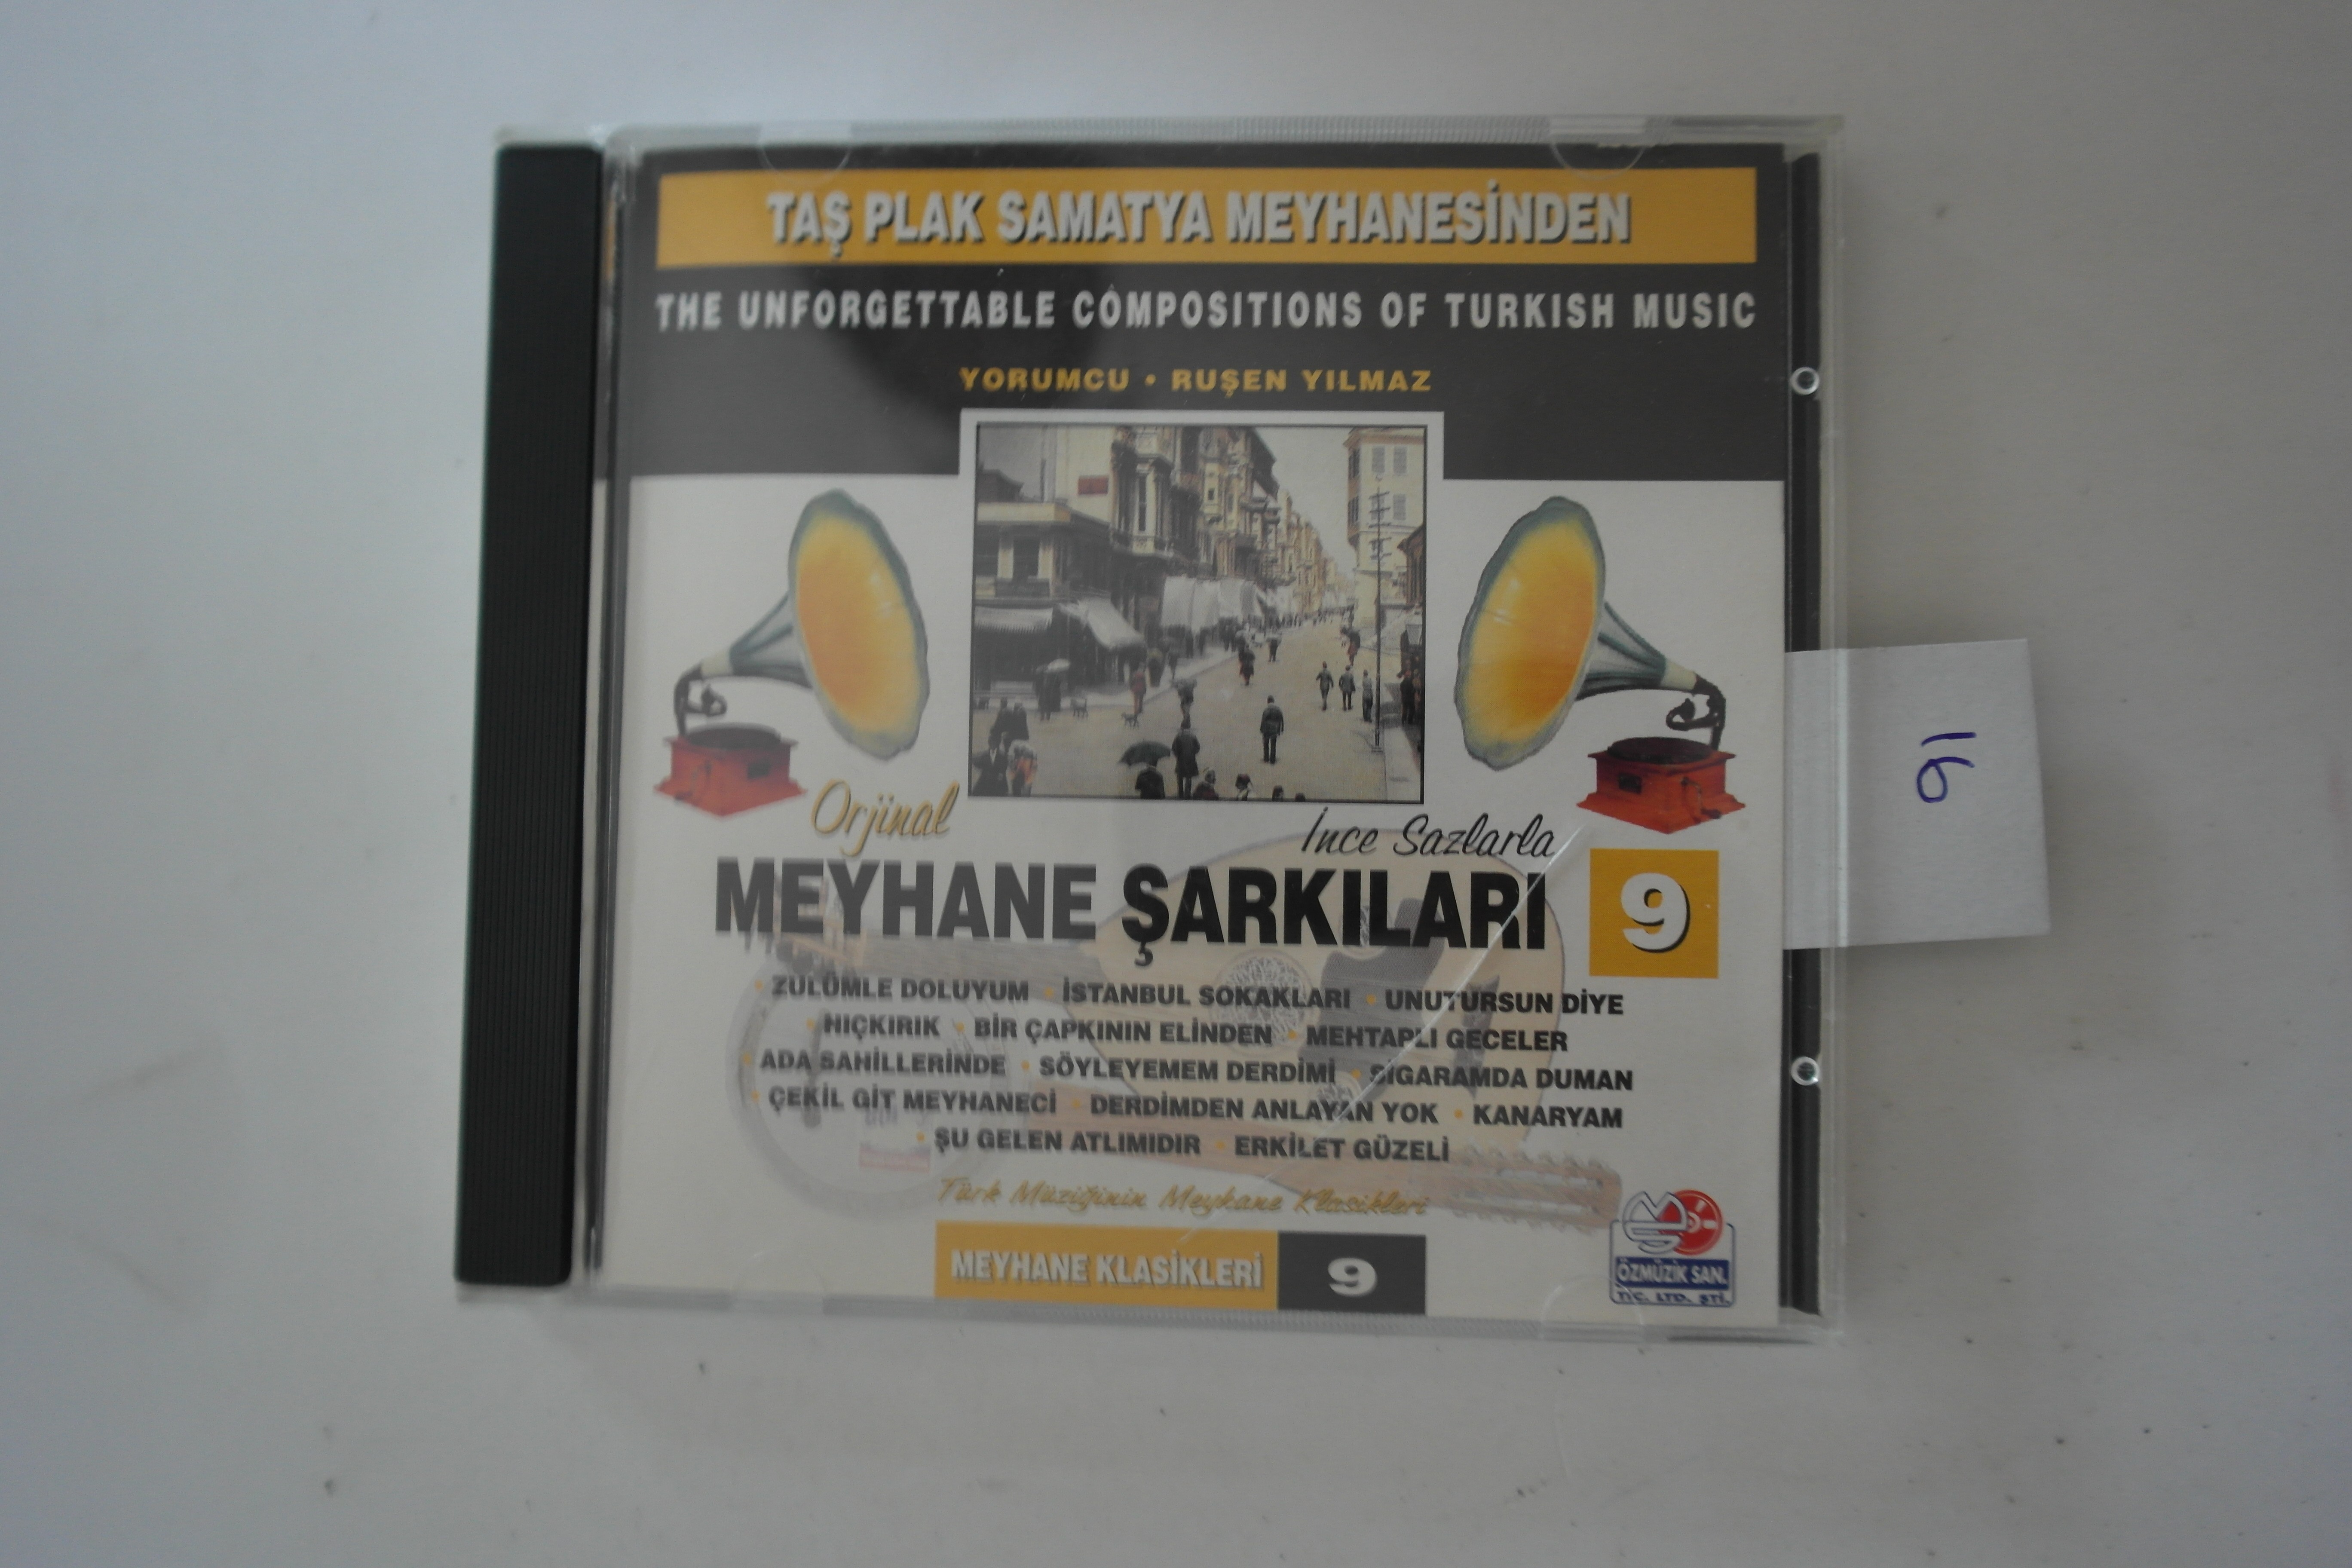 TAŞ PLAK SAMATYA MEYHANESİNDEN
THE UNFORGETTABLE COMPOSITIONS OF TURKISH MUSIC
YORUMCU • RUŞEN YILMAZ
Orjinal
İnce Sazlarla
MEYHANE ŞARKILARI 9
• ZULÜMLE DOLUYUM • İSTANBUL SOKAKLARI • UNUTURSUN DİYE
• HIÇKIRIK • BİR ÇAPKININ ELİNDEN • MEHTAPLI GECELER
• ADA SAHİLLERİNDE • SÖYLEYEMEM DERDİMİ • SİGARAMDA DUMAN
• ÇEKİL GİT MEYHANECİ • DERDİMDEN ANLAYAN YOK • KANARYAM
• ŞU GELEN ATLIMIDIR • ERKİLET GÜZELİ
Türk Müziğinin Meyhane Klasikleri
MEYHANE KLASİKLERİ 9
ÖZMÜZİK SAN.
TİC. LTD. ŞTİ.